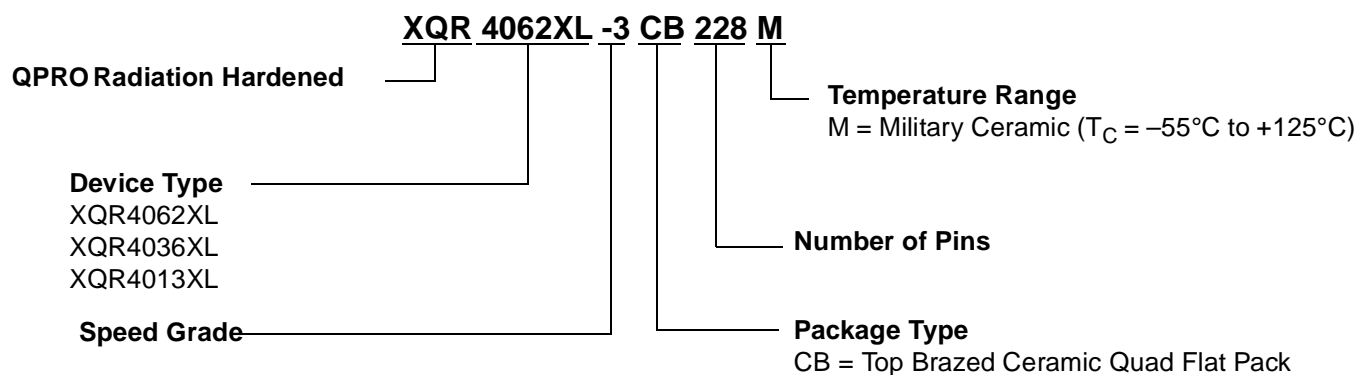 XQR 4062XL -3 CB 228 M
QPRO Radiation Hardened
Temperature Range
M = Military Ceramic (TC = –55°C to +125°C)
Device Type
XQR4062XL
XQR4036XL
XQR4013XL
Number of Pins
Speed Grade
Package Type
CB = Top Brazed Ceramic Quad Flat Pack